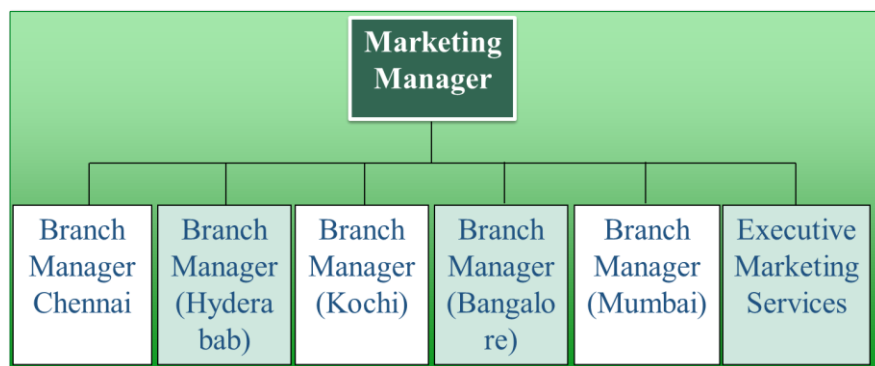 Marketing
Manager
Branch
Manager
Chennai
Branch
Manager
(Hydera
bab)
Branch
Manager
(Kochi)
Branch
Manager
(Bangalo
re)
Branch
Manager
(Mumbai)
Executive
Marketing
Services